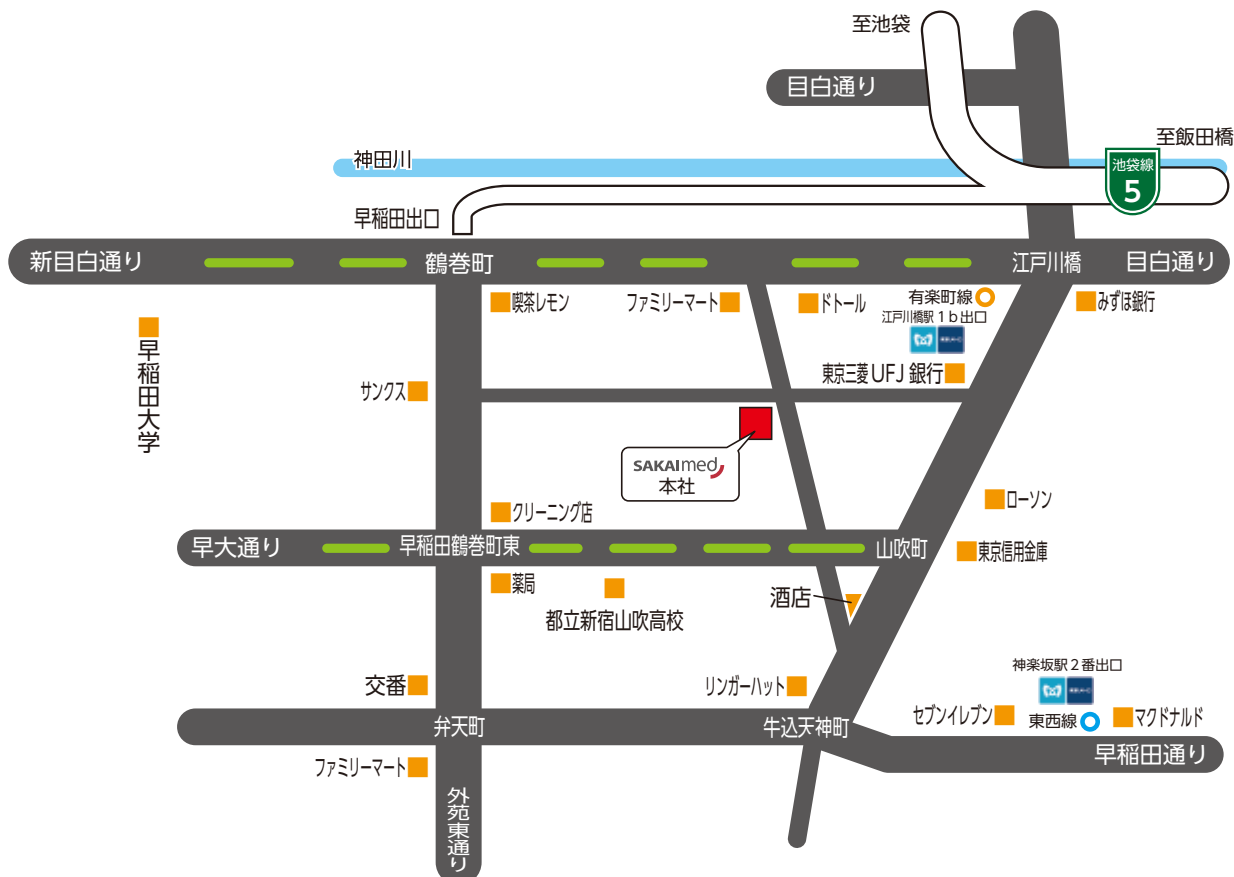 至池袋
目白通り
至飯田橋
池袋線
5
神田川
早稲田出口
新目白通り
鶴巻町
江戸川橋
目白通り
喫茶レモン
ファミリーマート
ドトール
有楽町線
江戸川橋駅1b出口
みずほ銀行
早稲田大学
東京三菱UFJ銀行
サンクス
SAKAImed
本社
ローソン
クリーニング店
早大通り
早稲田鶴巻町東
山吹町
東京信用金庫
薬局
都立新宿山吹高校
酒店
神楽坂駅2番出口
交番
リンガーハット
セブンイレブン
東西線
マクドナルド
弁天町
牛込天神町
早稲田通り
ファミリーマート
外苑東通り